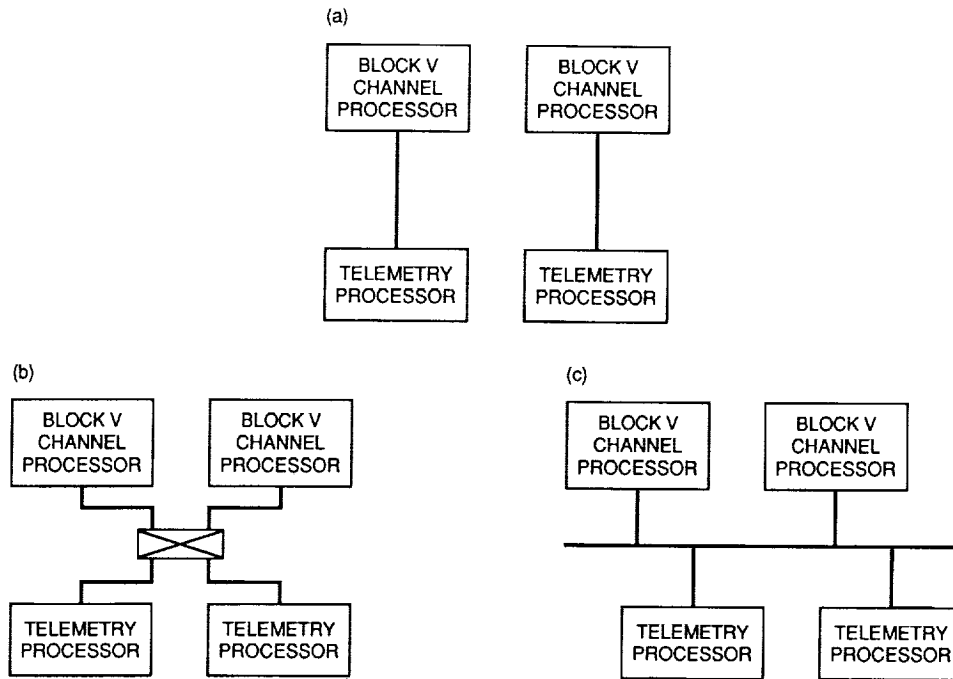 (a)
BLOCK V
CHANNEL
PROCESSOR
BLOCK V
CHANNEL
PROCESSOR
TELEMETRY
PROCESSOR
TELEMETRY
PROCESSOR
(b)
BLOCK V
CHANNEL
PROCESSOR
BLOCK V
CHANNEL
PROCESSOR
TELEMETRY
PROCESSOR
TELEMETRY
PROCESSOR
(c)
BLOCK V
CHANNEL
PROCESSOR
BLOCK V
CHANNEL
PROCESSOR
TELEMETRY
PROCESSOR
TELEMETRY
PROCESSOR